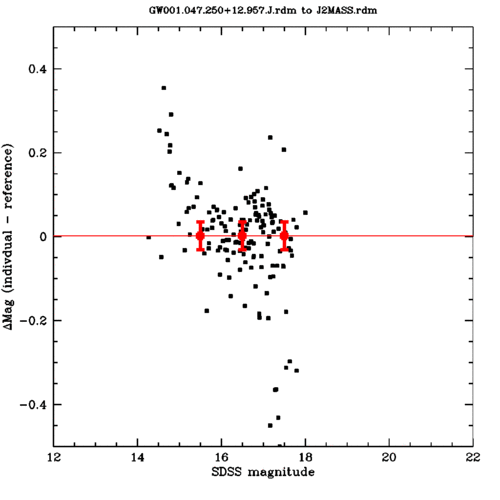 GW001.047.250+12.957.J.rdm to J2MASS.rdm
0.4
0.2
0
−0.2
−0.4
ΔMag (indivdual − reference)
12 14 16 18 20 22
SDSS magnitude